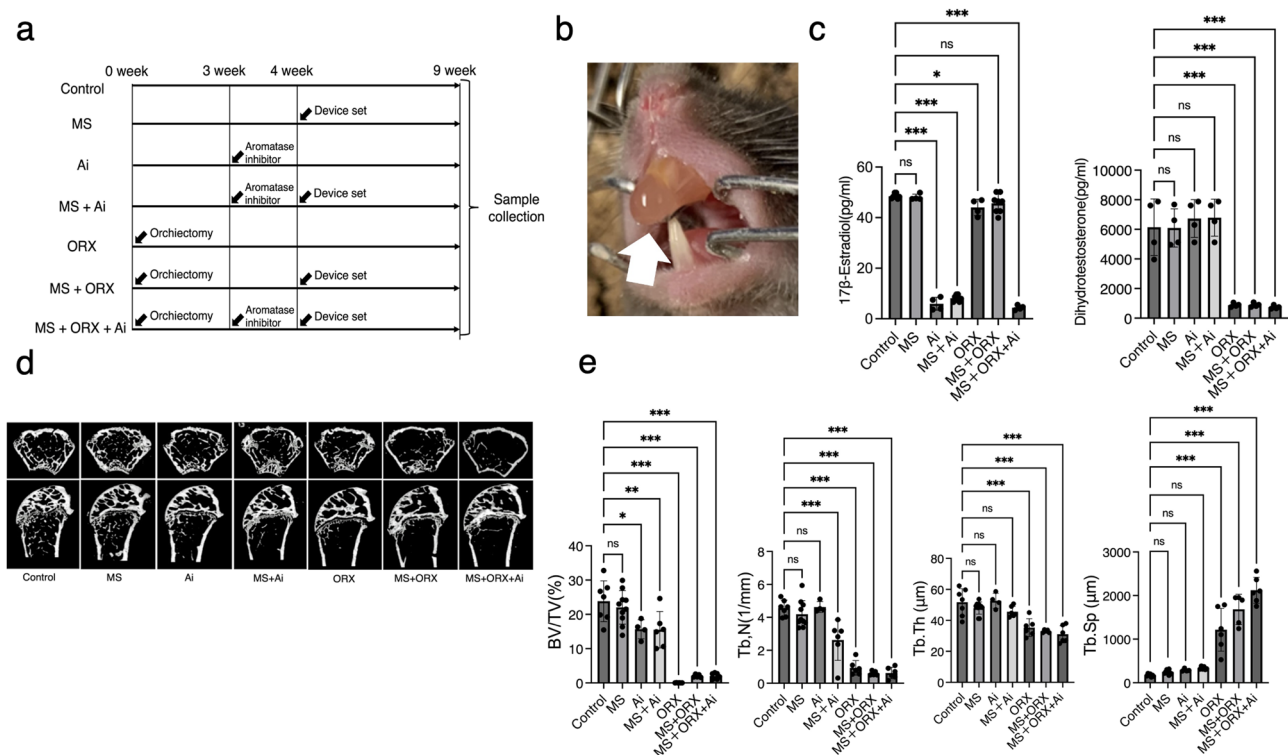 a
0 week
3 week
4 week
9 week
Control
MS
Device set
Ai
Aromatase
inhibitor
MS + Ai
Aromatase
inhibitor
Device set
ORX
Orchiectomy
MS + ORX
Orchiectomy
Device set
MS + ORX + Ai
Orchiectomy
Aromatase
inhibitor
Device set
Sample
collection
b
c
***
ns
*
***
***
ns
17β-Estradiol(pg/ml)
60
40
20
0
Control
MS
Ai
MS+Ai
ORX
MS+ORX
MS+ORX+Ai
***
***
***
ns
ns
ns
Dihydrotestosterone(pg/ml)
10000
8000
6000
4000
2000
0
Control
MS
Ai
MS+Ai
ORX
MS+ORX
MS+ORX+Ai
d
Control
MS
Ai
MS+Ai
ORX
MS+ORX
MS+ORX+Ai
e
***
***
***
**
*
ns
BV/TV(%)
40
30
20
10
0
Control
MS
Ai
MS+Ai
ORX
MS+ORX
MS+ORX+Ai
***
***
***
***
ns
ns
Tb,N(1/mm)
8
6
4
2
0
Control
MS
Ai
MS+Ai
ORX
MS+ORX
MS+ORX+Ai
***
***
***
ns
ns
ns
Tb.Th (μm)
80
60
40
20
0
Control
MS
Ai
MS+Ai
ORX
MS+ORX
MS+ORX+Ai
***
***
***
ns
ns
ns
Tb.Sp (μm)
3000
2000
1000
0
Control
MS
Ai
MS+Ai
ORX
MS+ORX
MS+ORX+Ai